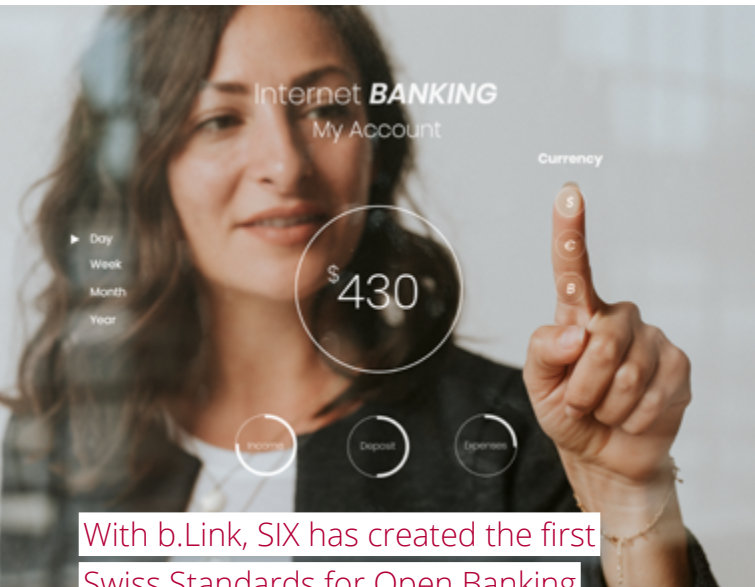 Internet BANKING
My Account
Currency
$
€
B
Day
Week
Month
Year
$430
Income
Deposit
Expenses
With b.Link, SIX has created the first
Swiss Standards for Open Banking